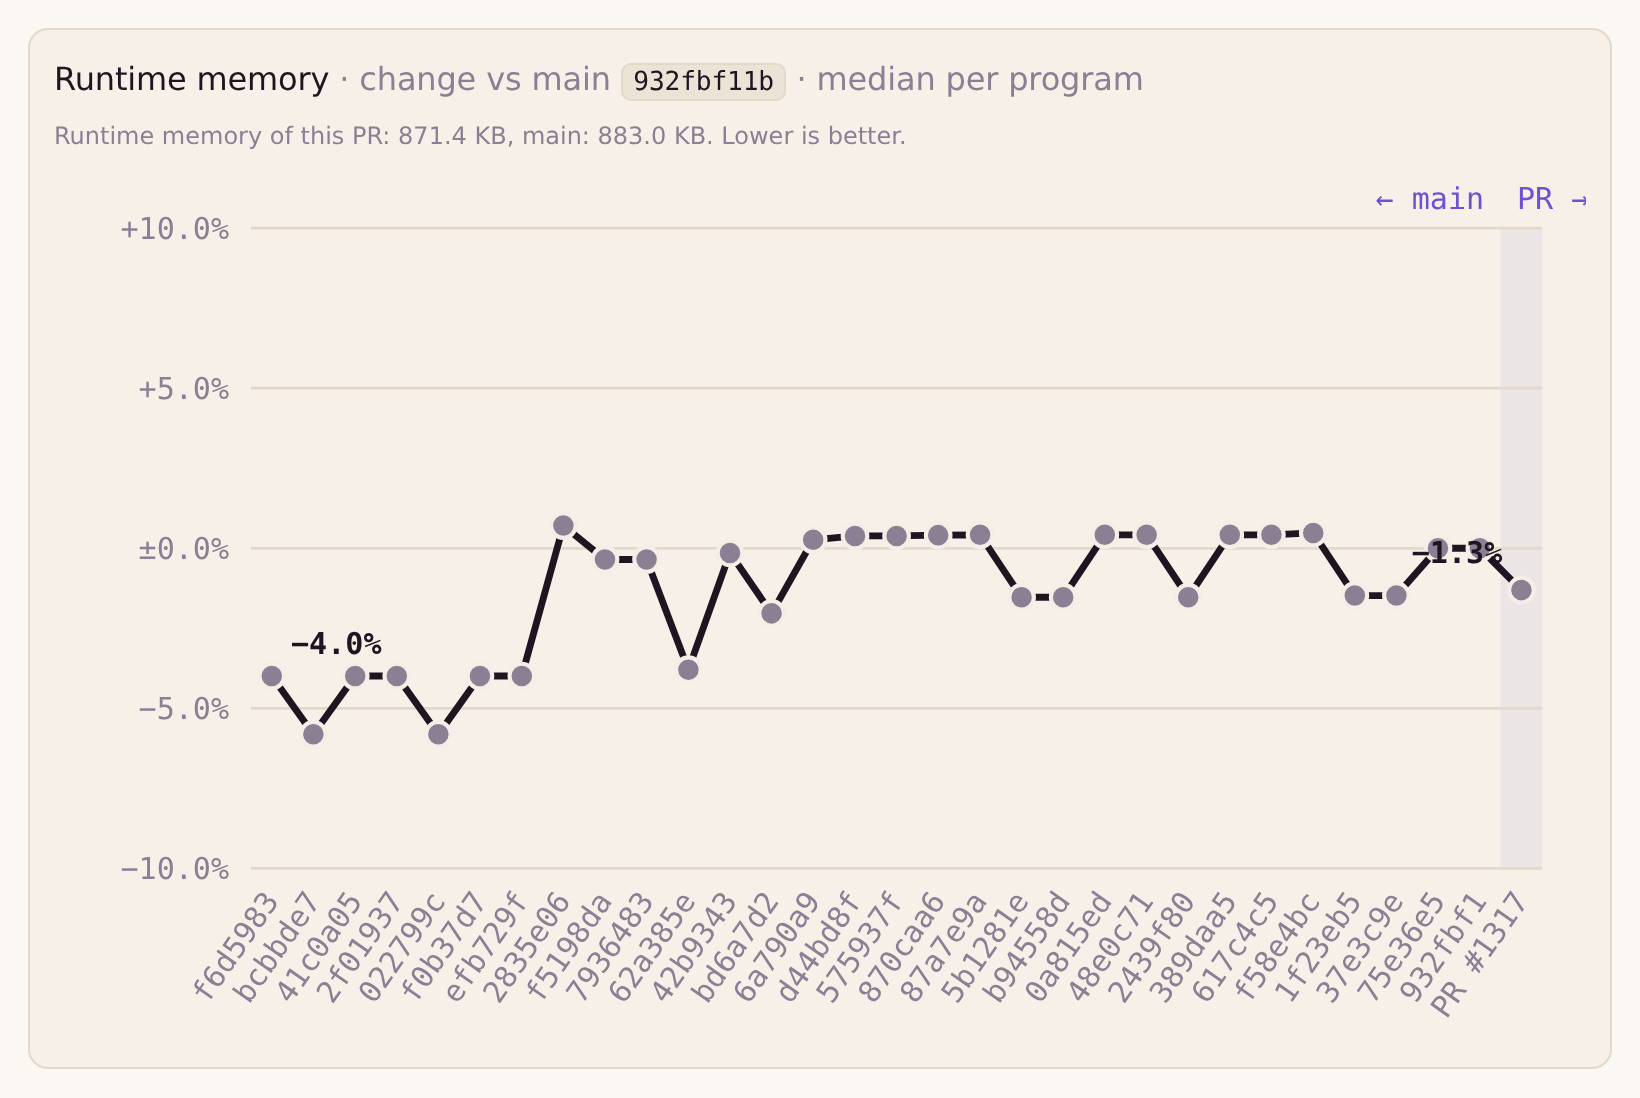 Runtime memory · change vs main 932fbf11b · median per program
Runtime memory of this PR: 871.4 KB, main: 883.0 KB. Lower is better.
← main PR →
+10.0%
+5.0%
±0.0%
−1.3%
−4.0%
−5.0%
−10.0%
f6d5983
bcbbde7
41c0a05
2f01937
022799c
f0b37d7
efb729f
2835e06
f5198da
7936483
62a385e
42b9343
bd6a7d2
6a790a9
d44bd8f
575937f
870caa6
87a7e9a
5b1281e
b94558d
0a815ed
48e0c71
2439f80
389daa5
617c4c5
f58e4bc
1f23eb5
37e3c9e
75e36e5
932fbf1
PR #1317